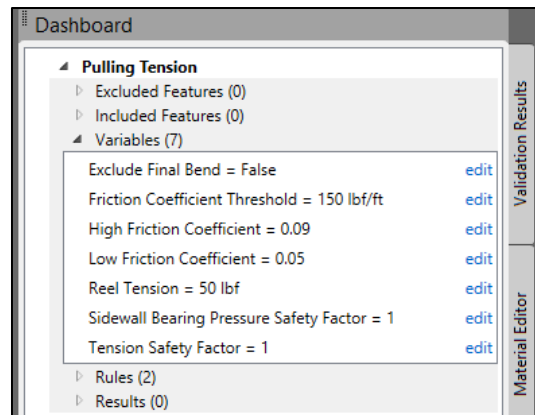 Dashboard
Pulling Tension
Excluded Features (0)
Included Features (0)
Variables (7)
Exclude Final Bend = False edit
Friction Coefficient Threshold = 150 lbf/ft edit
High Friction Coefficient = 0.09 edit
Low Friction Coefficient = 0.05 edit
Reel Tension = 50 lbf edit
Sidewall Bearing Pressure Safety Factor = 1 edit
Tension Safety Factor = 1 edit
Rules (2)
Results (0)
Validation Results
Material Editor